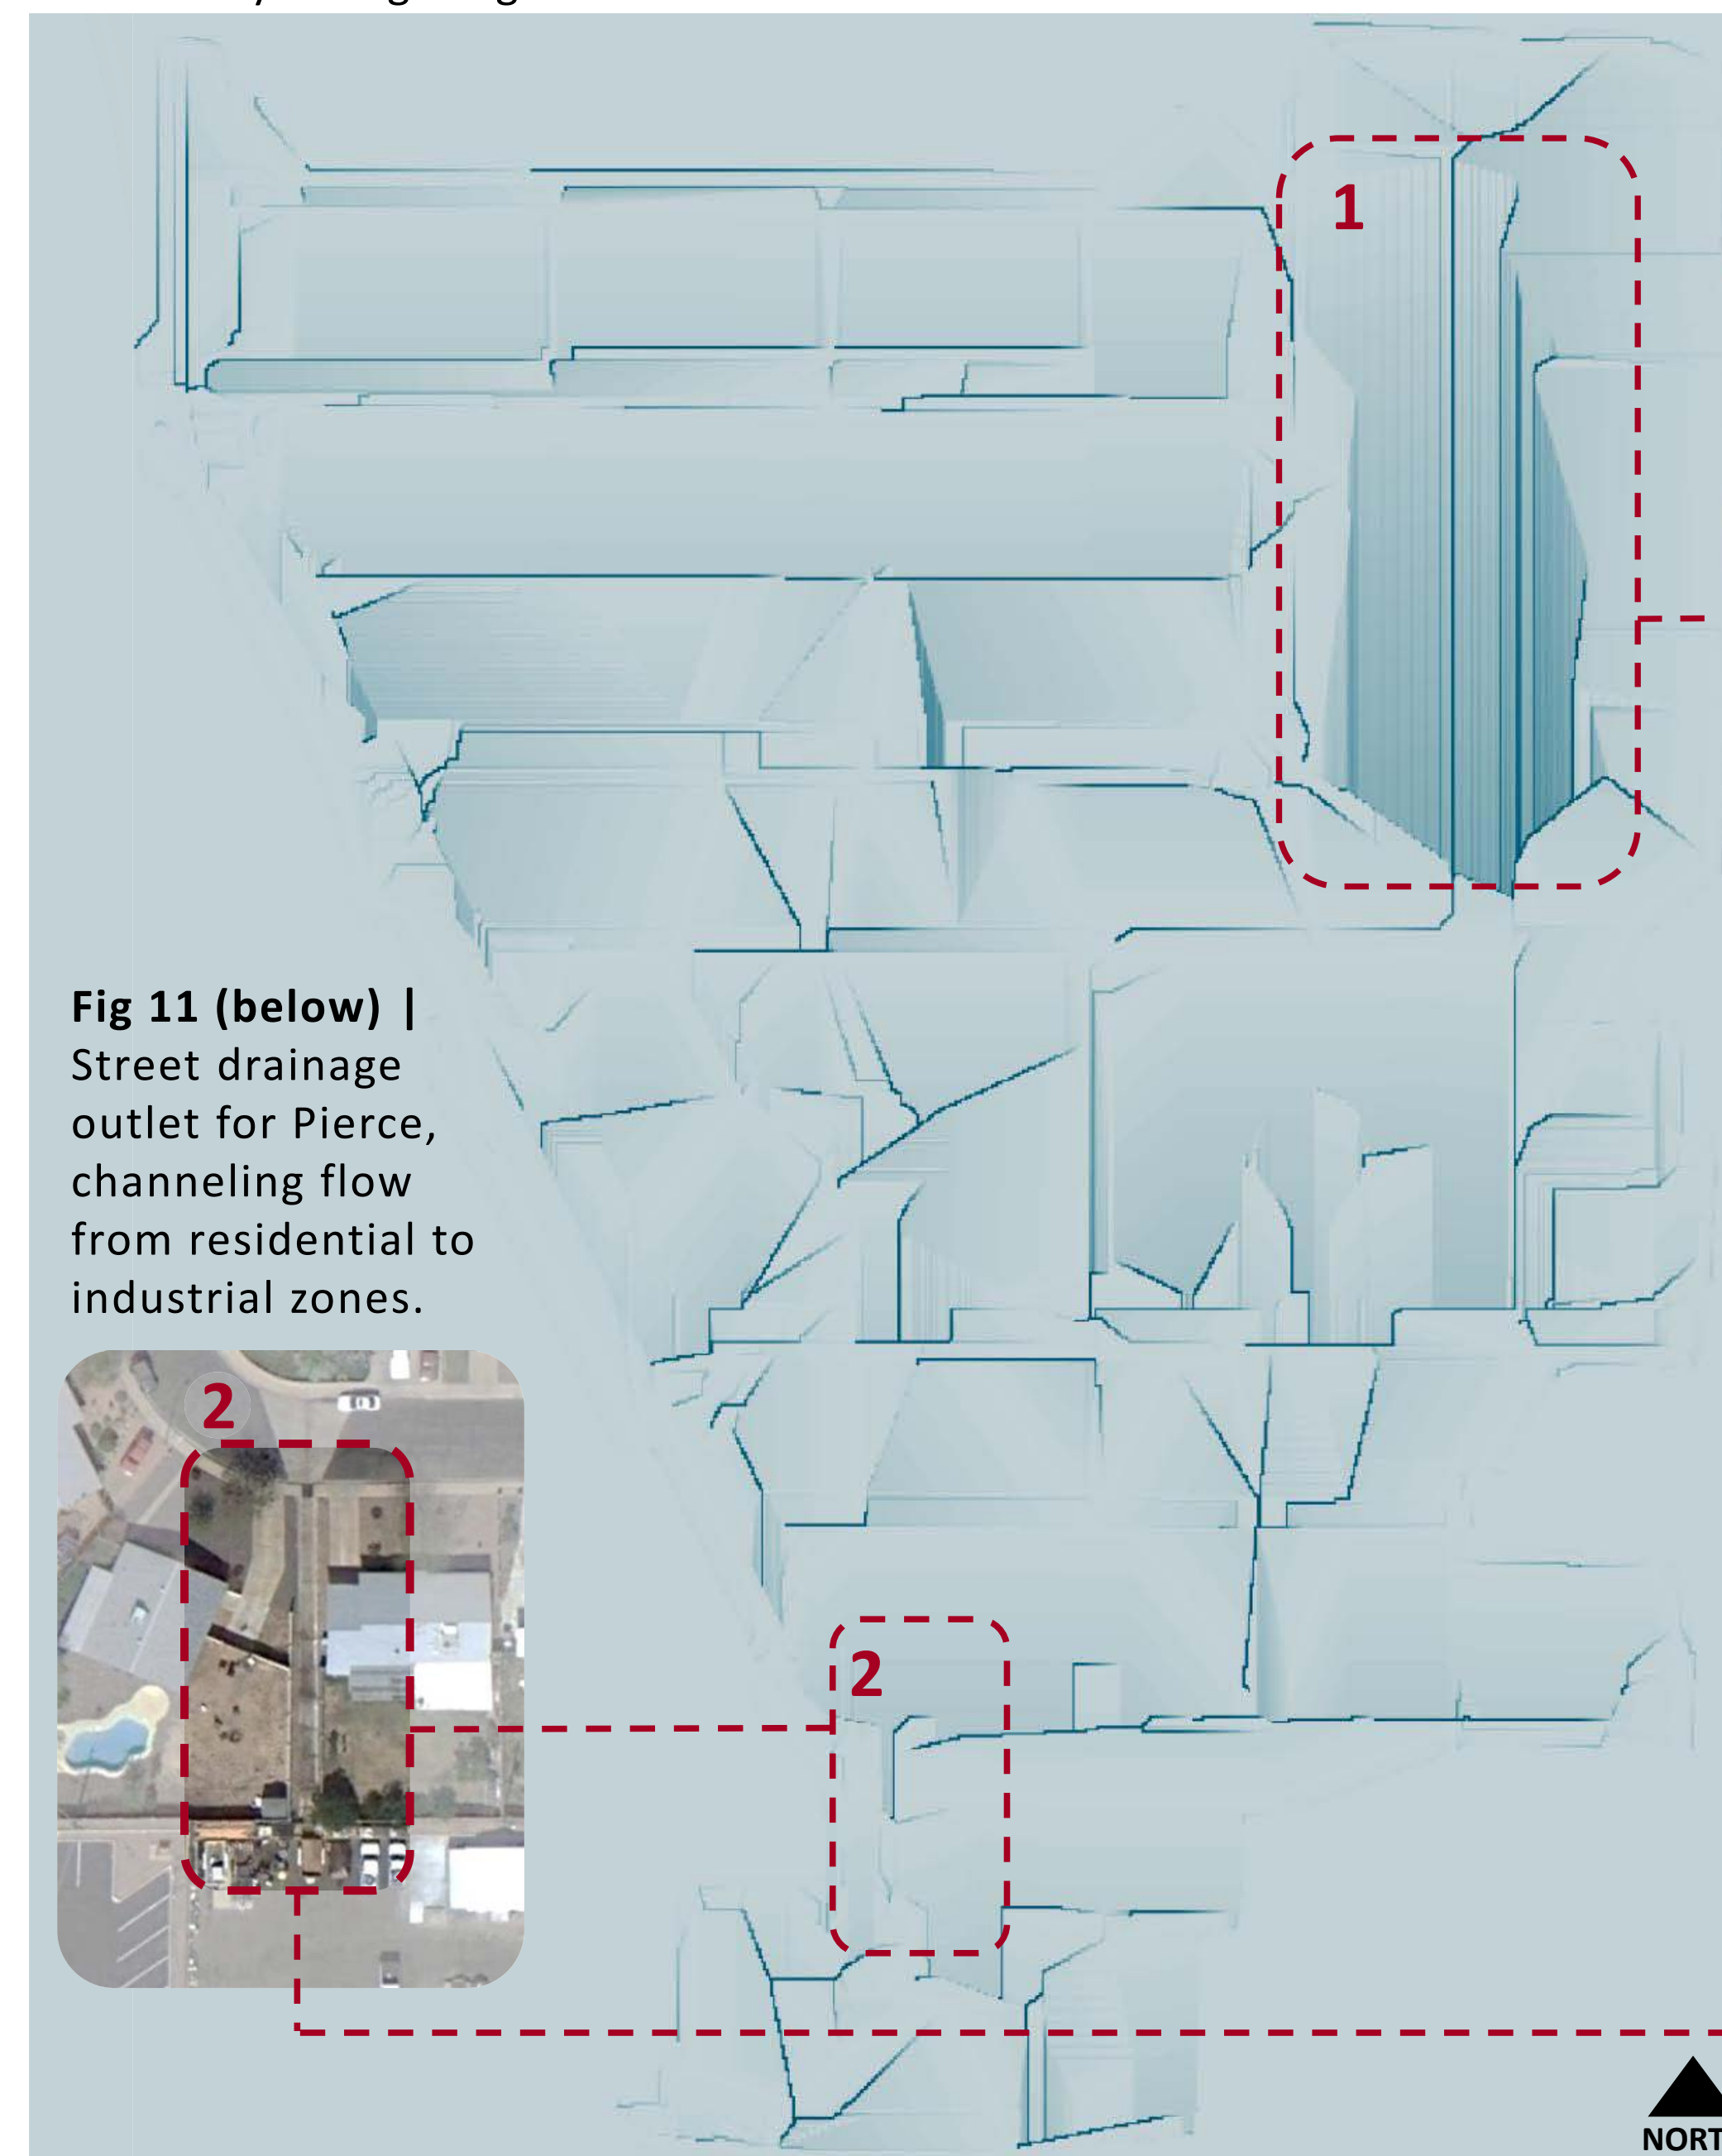 1
Fig 11 (below) |
Street drainage
outlet for Pierce,
channeling flow
from residential to
industrial zones.
2
2
NORT